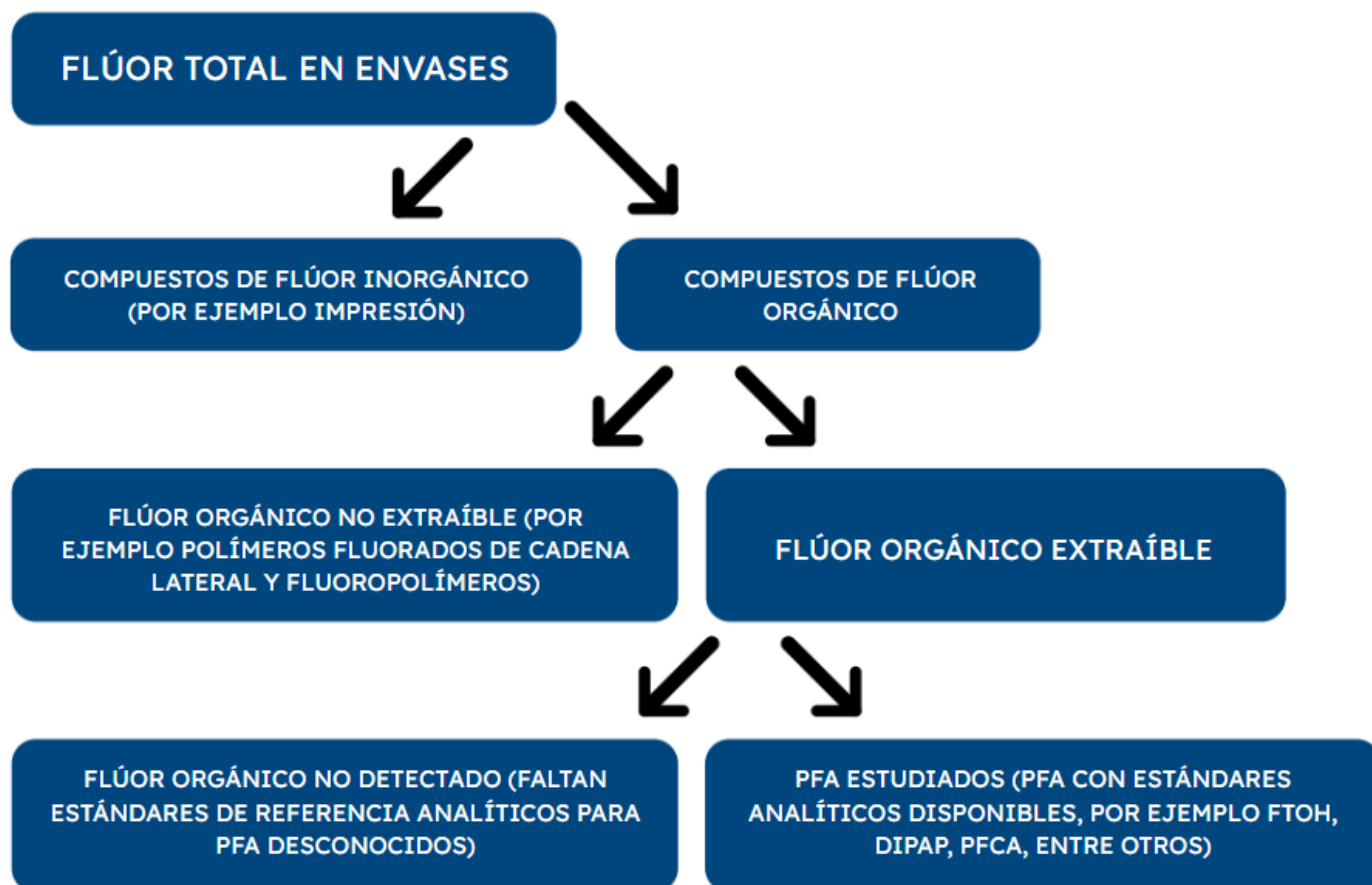 FLÚOR TOTAL EN ENVASES
COMPUESTOS DE FLÚOR INORGÁNICO
(POR EJEMPLO IMPRESIÓN)
COMPUESTOS DE FLÚOR
ORGÁNICO
FLÚOR ORGÁNICO NO EXTRAÍBLE (POR
EJEMPLO POLÍMEROS FLUORADOS DE CADENA
LATERAL Y FLUOROPOLÍMEROS)
FLÚOR ORGÁNICO EXTRAÍBLE
FLÚOR ORGÁNICO NO DETECTADO (FALTAN
ESTÁNDARES DE REFERENCIA ANALÍTICOS PARA
PFA DESCONOCIDOS)
PFA ESTUDIADOS (PFA CON ESTÁNDARES
ANALÍTICOS DISPONIBLES, POR EJEMPLO FTOH,
DIPAP, PFCA, ENTRE OTROS)